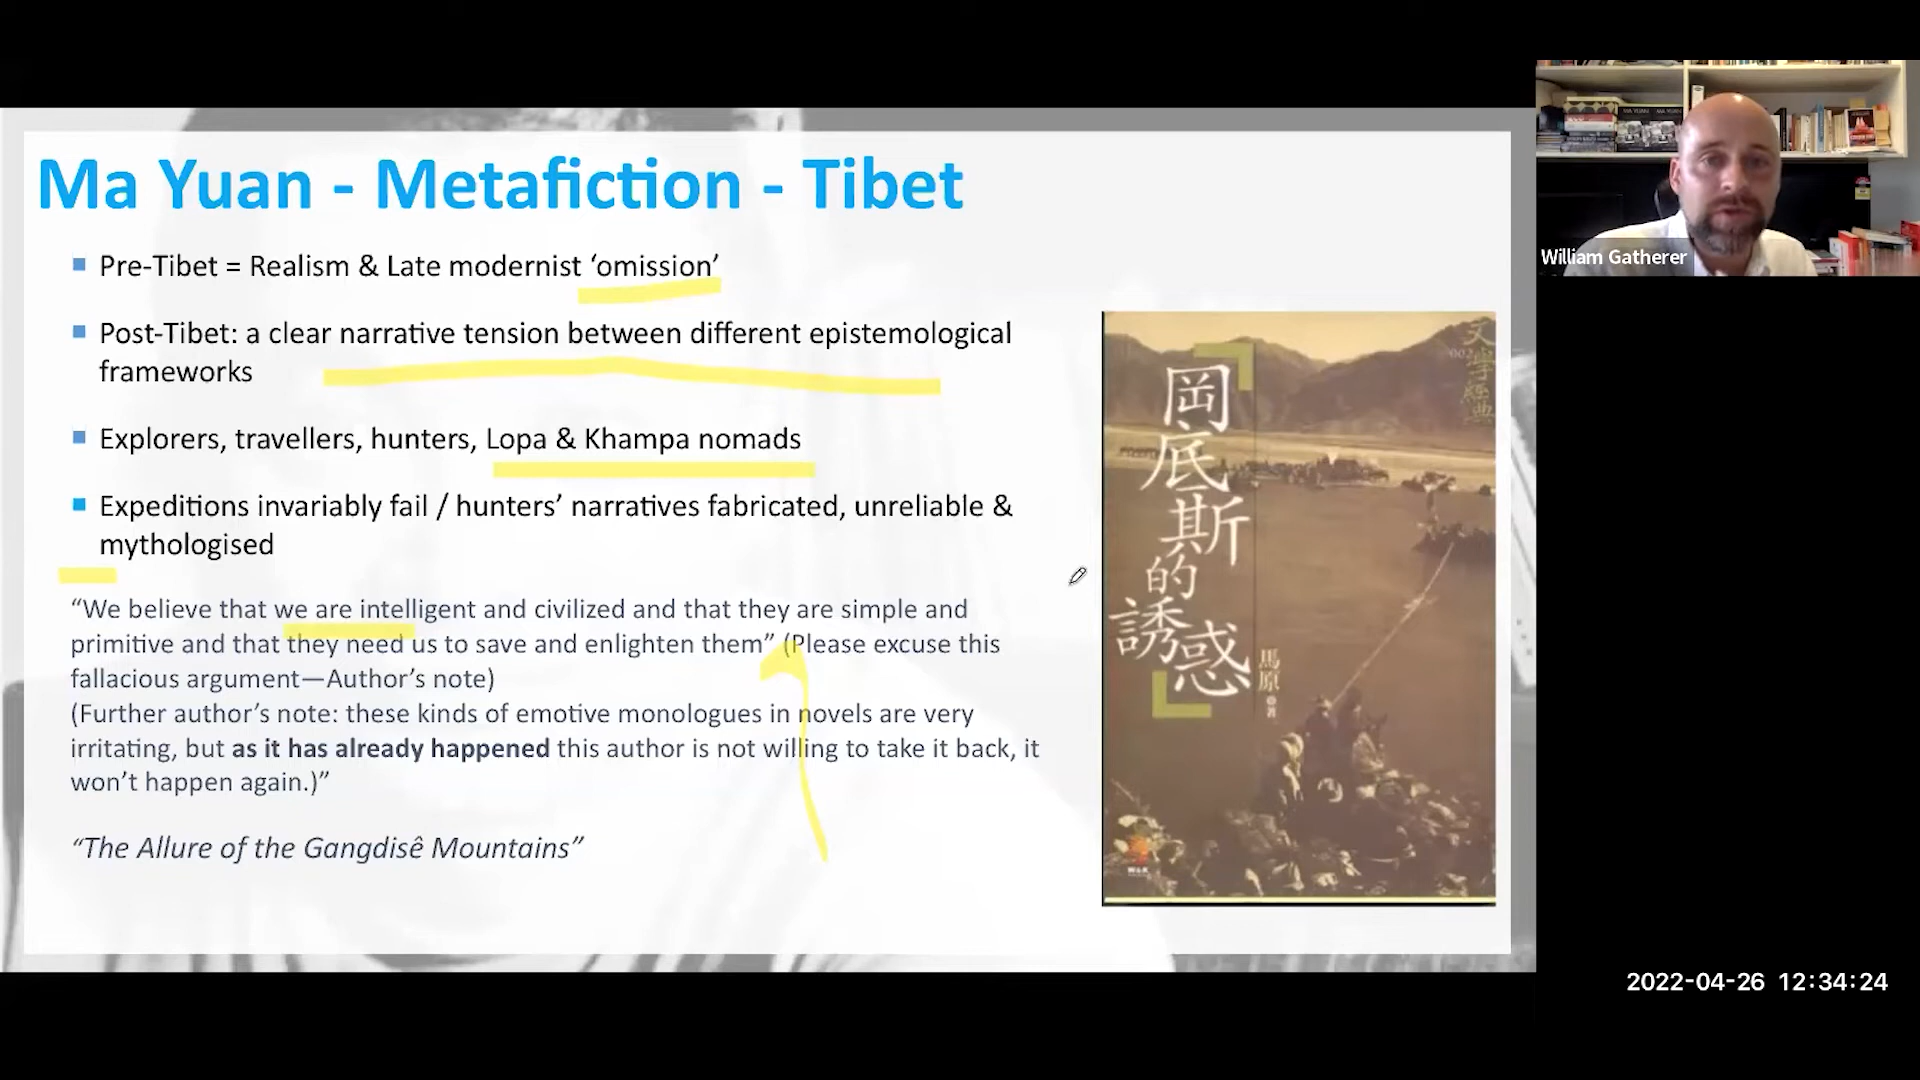 Ma Yuan - Metafiction - Tibet
Pre-Tibet = Realism & Late modernist ‘omission’
Post-Tibet: a clear narrative tension between different epistemological
frameworks
Explorers, travellers, hunters, Lopa & Khampa nomads
Expeditions invariably fail / hunters’ narratives fabricated, unreliable &
mythologised
“We believe that we are intelligent and civilized and that they are simple and
primitive and that they need us to save and enlighten them” (Please excuse this
fallacious argument—Author’s note)
(Further author’s note: these kinds of emotive monologues in novels are very
irritating, but as it has already happened this author is not willing to take it back, it
won’t happen again.)”
“The Allure of the Gangdisê Mountains”
文學經典
002
岡底斯的誘惑
馬原
著
William Gatherer
2022-04-26 12:34:24